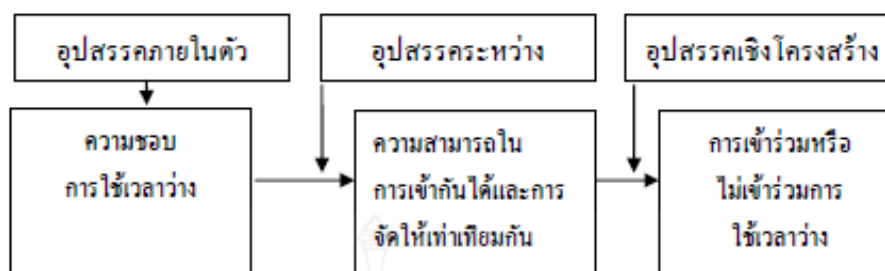 อุปสรรคภายในตัว
อุปสรรคระหว่าง
อุปสรรคเชิงโครงสร้าง
ความชอบ
การใช้เวลาว่าง
ความสามารถใน
การเข้ากันได้และการ
จัดให้เท่าเทียมกัน
การเข้าร่วมหรือ
ไม่เข้าร่วมการ
ใช้เวลาว่าง